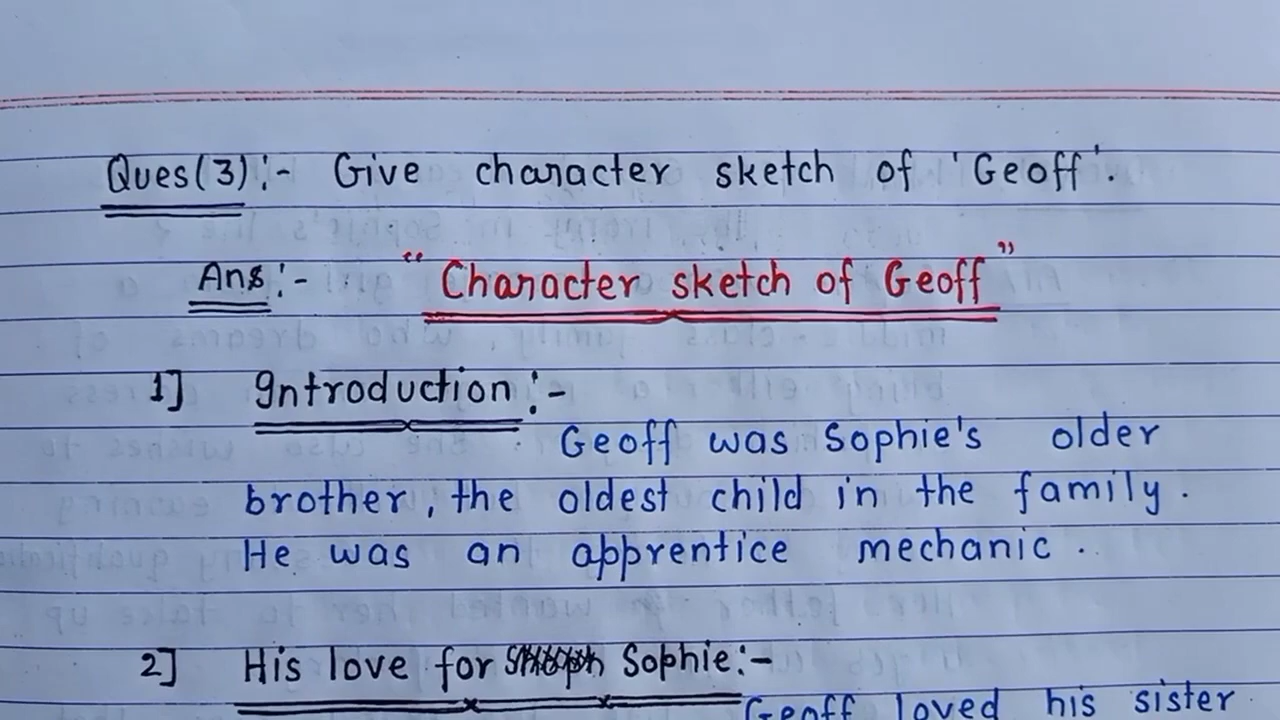 Ques(3):- Give character sketch of 'Geoff'.
Ans:- "Character sketch of Geoff"
1] Introduction:-
Geoff was Sophie's older
brother, the oldest child in the family.
He was an apprentice mechanic.
2] His love for Sophie:-
Geoff loved his sister